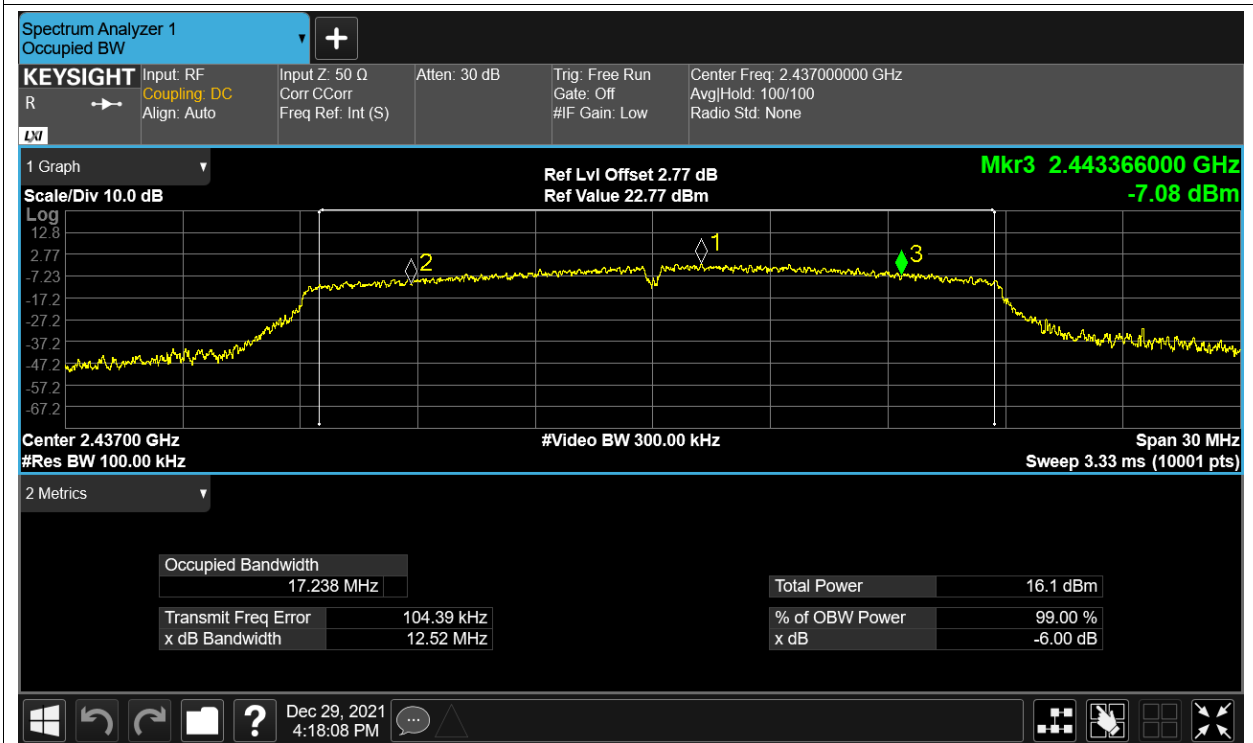 Spectrum Analyzer 1
Occupied BW
+
KEYSIGHT Input: RF Input Z: 50 Ω Atten: 30 dB Trig: Free Run Center Freq: 2.437000000 GHz
R Coupling: DC Corr CCorr Gate: Off Avg|Hold: 100/100
Align: Auto Freq Ref: Int (S) #IF Gain: Low Radio Std: None
LXI
1 Graph Ref Lvl Offset 2.77 dB Mkr3 2.443366000 GHz
Scale/Div 10.0 dB Ref Value 22.77 dBm -7.08 dBm
Log
12.8
2.77
-7.23
-17.2
-27.2
-37.2
-47.2
-57.2
-67.2
1
2
3
Center 2.43700 GHz #Video BW 300.00 kHz Span 30 MHz
#Res BW 100.00 kHz Sweep 3.33 ms (10001 pts)
2 Metrics
Occupied Bandwidth
17.238 MHz Total Power 16.1 dBm
Transmit Freq Error 104.39 kHz % of OBW Power 99.00 %
x dB Bandwidth 12.52 MHz x dB -6.00 dB
? Dec 29, 2021
4:18:08 PM